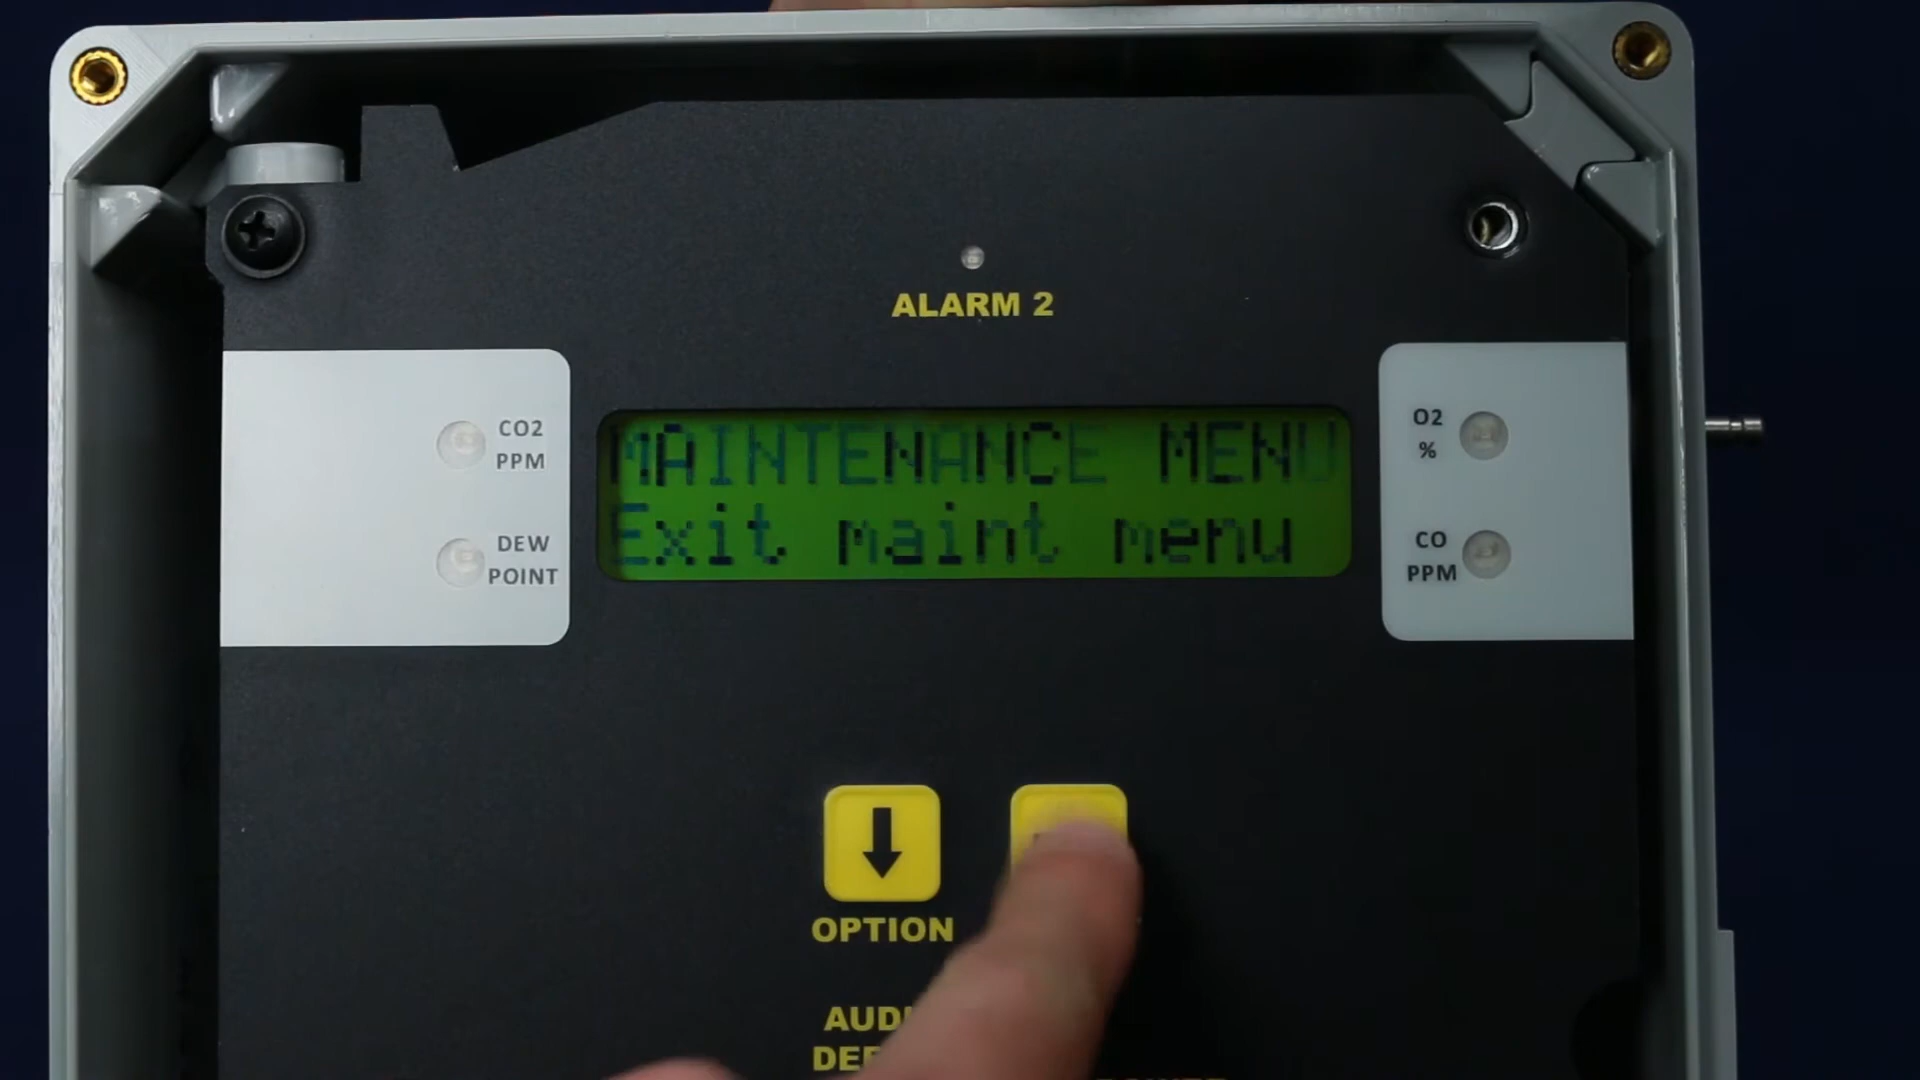 ALARM 2
CO2
PPM
DEW
POINT
MAINTENANCE MENU
Exit maint menu
O2
%
CO
PPM
OPTION